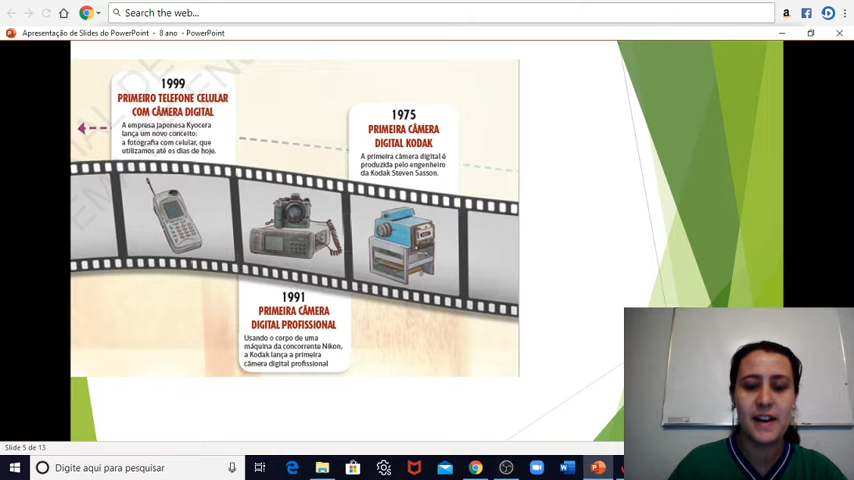 Search the web...
Apresentação de Slides do PowerPoint - 8 ano - PowerPoint
1999
PRIMEIRO TELEFONE CELULAR
COM CÂMERA DIGITAL
A empresa japonesa Kyocera
lança um novo conceito:
a fotografia com celular, que
utilizamos até os dias de hoje.
1975
PRIMEIRA CÂMERA
DIGITAL KODAK
A primeira câmera digital é
produzida pelo engenheiro
da Kodak Steven Sasson.
1991
PRIMEIRA CÂMERA
DIGITAL PROFISSIONAL
Usando o corpo de uma
máquina da concorrente Nikon,
a Kodak lança a primeira
câmera digital profissional
Slide 5 de 13
Digite aqui para pesquisar